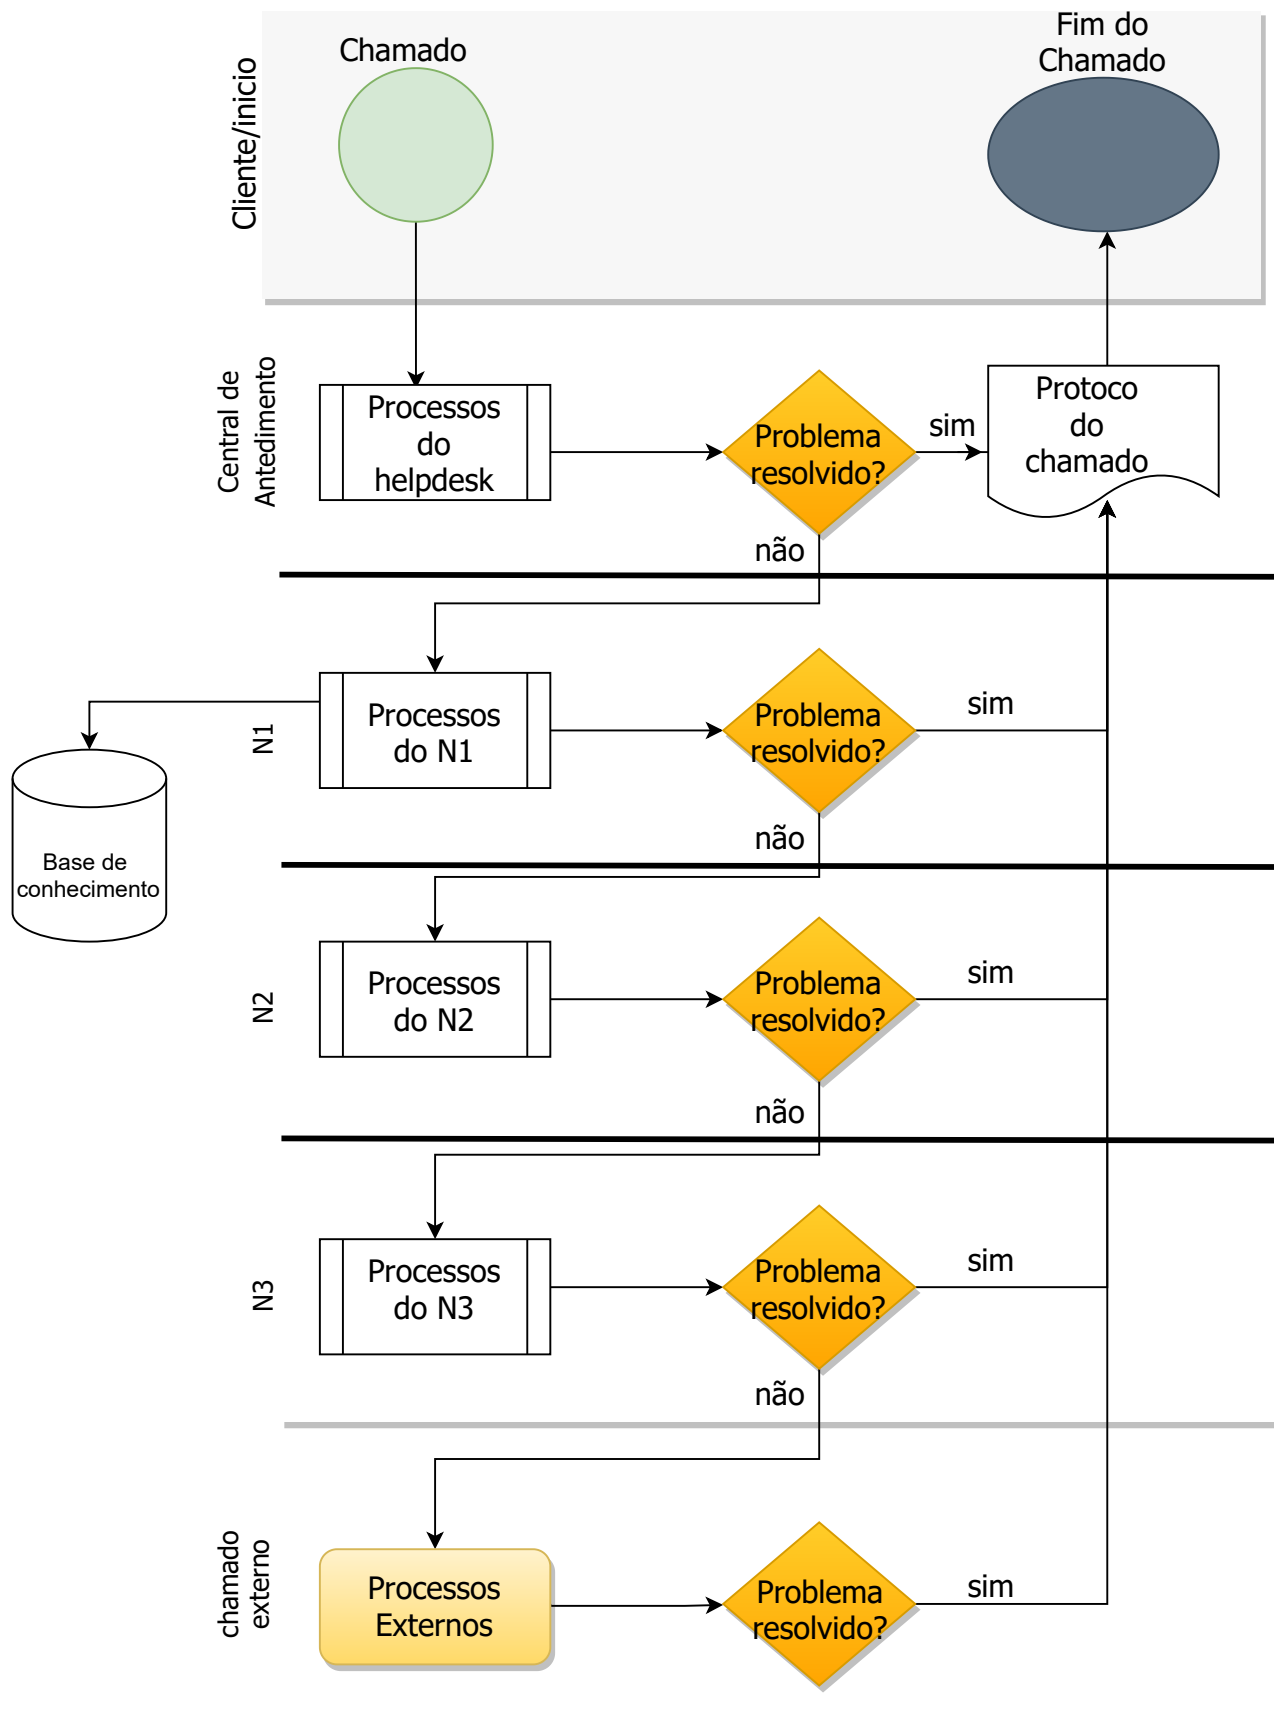 Cliente/inicio
Chamado
Fim do
Chamado
Central de
Antedimento
Processos
do
helpdesk
Problema
resolvido?
sim
Protoco
do
chamado
não
N1
Processos
do N1
Problema
resolvido?
sim
não
Base de
conhecimento
N2
Processos
do N2
Problema
resolvido?
sim
não
N3
Processos
do N3
Problema
resolvido?
sim
não
chamado
externo
Processos
Externos
Problema
resolvido?
sim